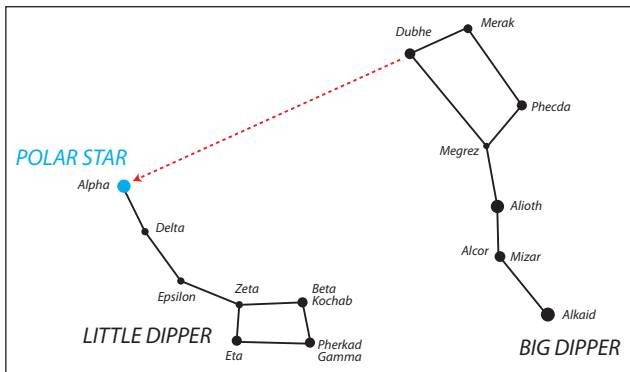 Dubhe
Merak
Phecda
Megrez
POLAR STAR
Alpha
Alioth
Delta
Alcor
Mizar
Epsilon
Zeta
Beta
Kochab
LITTLE DIPPER
Eta
Pherkad
Gamma
Alkaid
BIG DIPPER